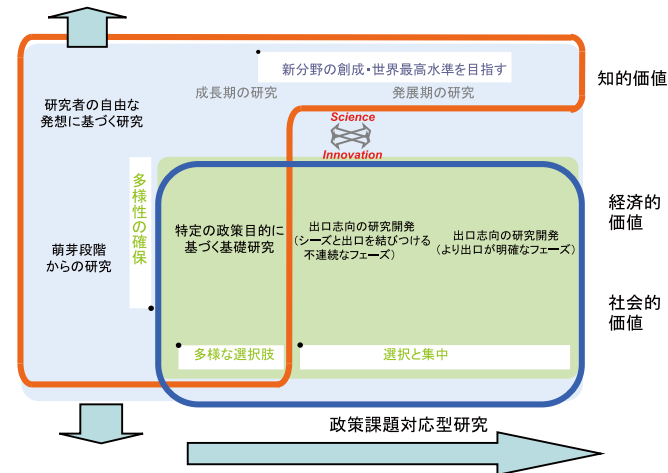 新分野の創成・世界最高水準を目指す
知的価値
成長期の研究
発展期の研究
研究者の自由な
発想に基づく研究
Science
Innovation
多様性の確保
萌芽段階
からの研究
特定の政策目的に
基づく基礎研究
出口志向の研究開発
(シーズと出口を結びつける
不連続なフェーズ)
出口志向の研究開発
(より出口が明確なフェーズ)
経済的
価値
社会的
価値
多様な選択肢
選択と集中
政策課題対応型研究